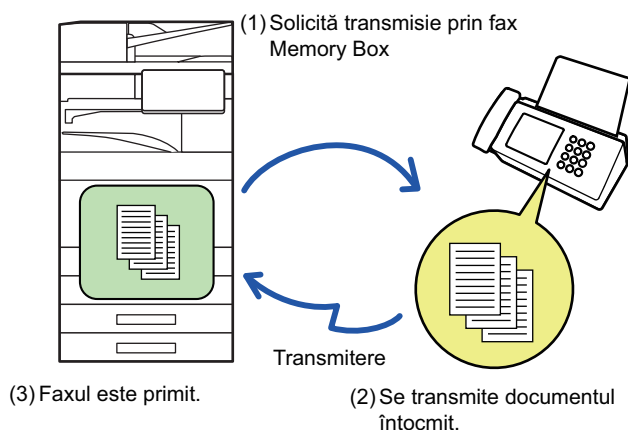 (1) Solicită transmisie prin fax
Memory Box
Transmitere
(3) Faxul este primit.
(2) Se transmite documentul
întocmit.